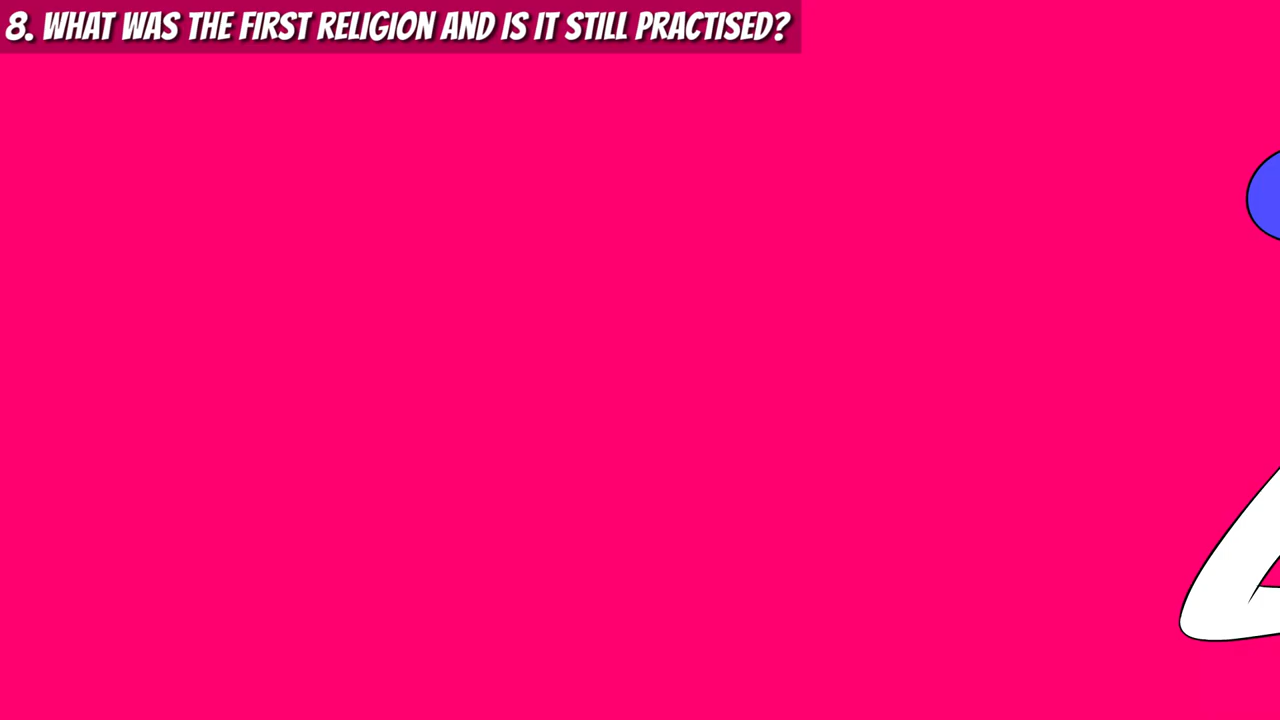 8. WHAT WAS THE FIRST RELIGION AND IS IT STILL PRACTISED?